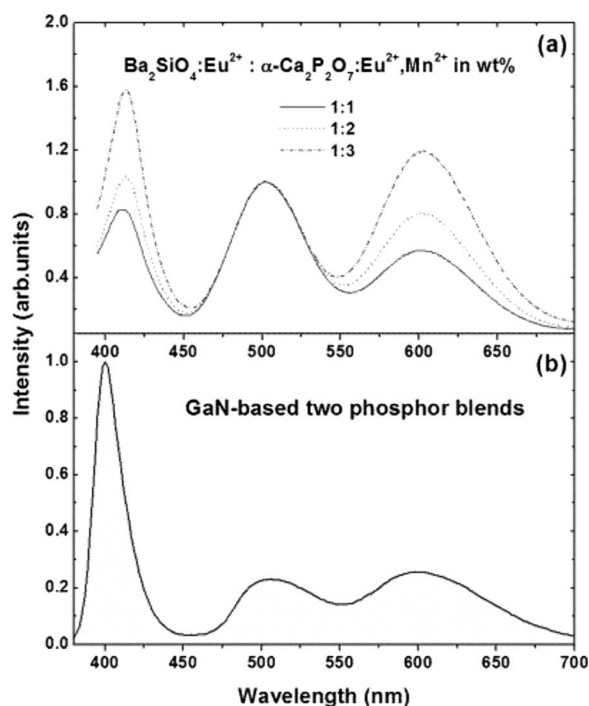 2.0
(a)
Ba₂SiO₄:Eu²⁺ : α-Ca₂P₂O₇:Eu²⁺,Mn²⁺ in wt%
1.6
1:1
1:2
1:3
1.2
0.8
0.4
400 450 500 550 600 650
Intensity (arb.units)
1.0
(b)
GaN-based two phosphor blends
0.8
0.6
0.4
0.2
0.0
400 450 500 550 600 650 700
Wavelength (nm)